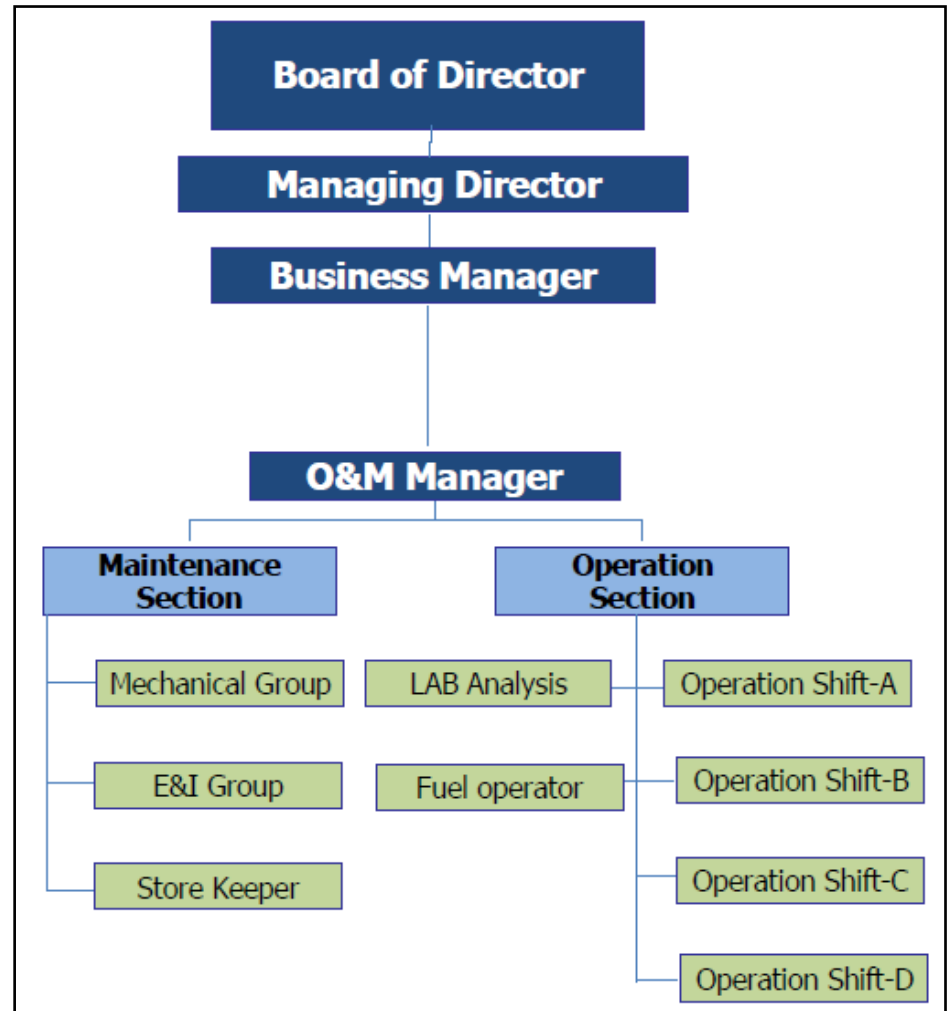 Board of Director
Managing Director
Business Manager
O&M Manager
Maintenance
Section
Operation
Section
Mechanical Group
LAB Analysis
Operation Shift-A
E&I Group
Fuel operator
Operation Shift-B
Store Keeper
Operation Shift-C
Operation Shift-D